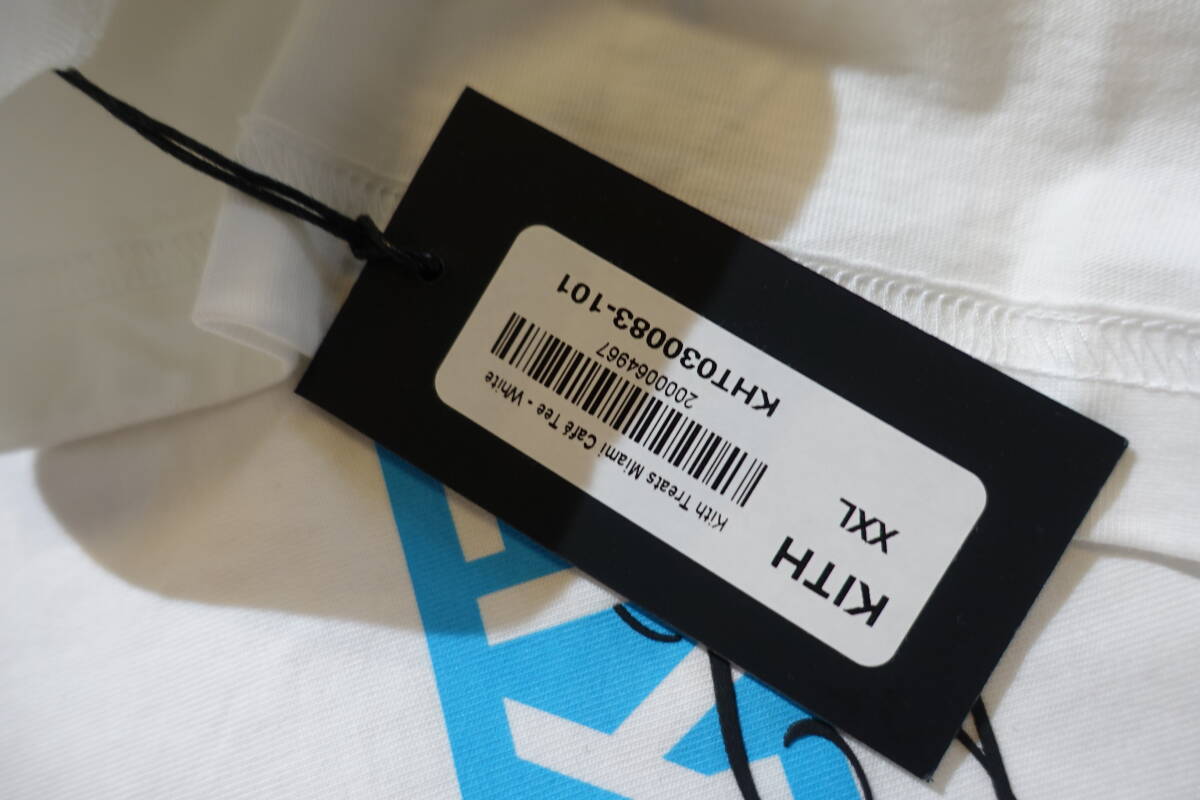 KITH
XXL
Kith Treats Miami Café Tee - White
2000064967
KHT030083-101